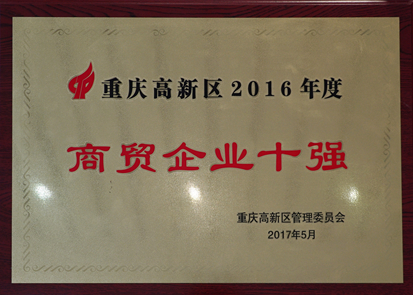 重庆高新区2016年度
商贸企业十强
重庆高新区管理委员会
2017年5月